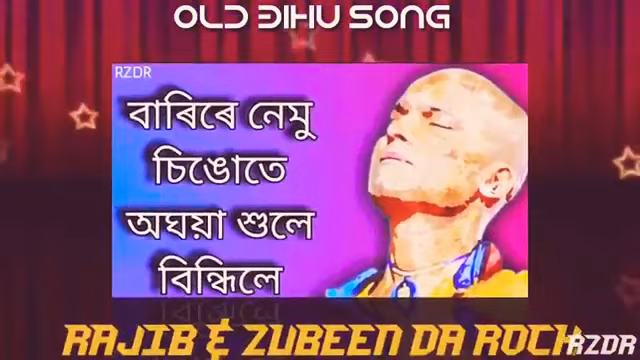 OLD BIHU SONG
RZDR
বাৰিৰে নেমু
চিঙোতে
অঘয়া শুলে
বিন্ধিলে
RAJIB & ZUBEEN DA ROCK
RZDR